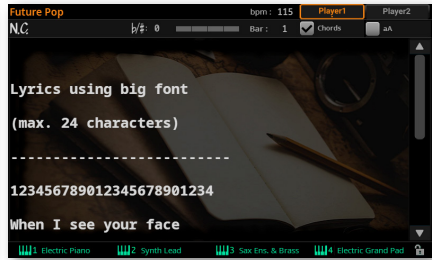 Future Pop bpm: 115 Player1 Player2
N.C. b/#: 0 Bar: 1 Chords aA
Lyrics using big font
(max. 24 characters)
--------------------------
123456789012345678901234
When I see your face
1 Electric Piano 2 Synth Lead 3 Sax Ens. & Brass 4 Electric Grand Pad